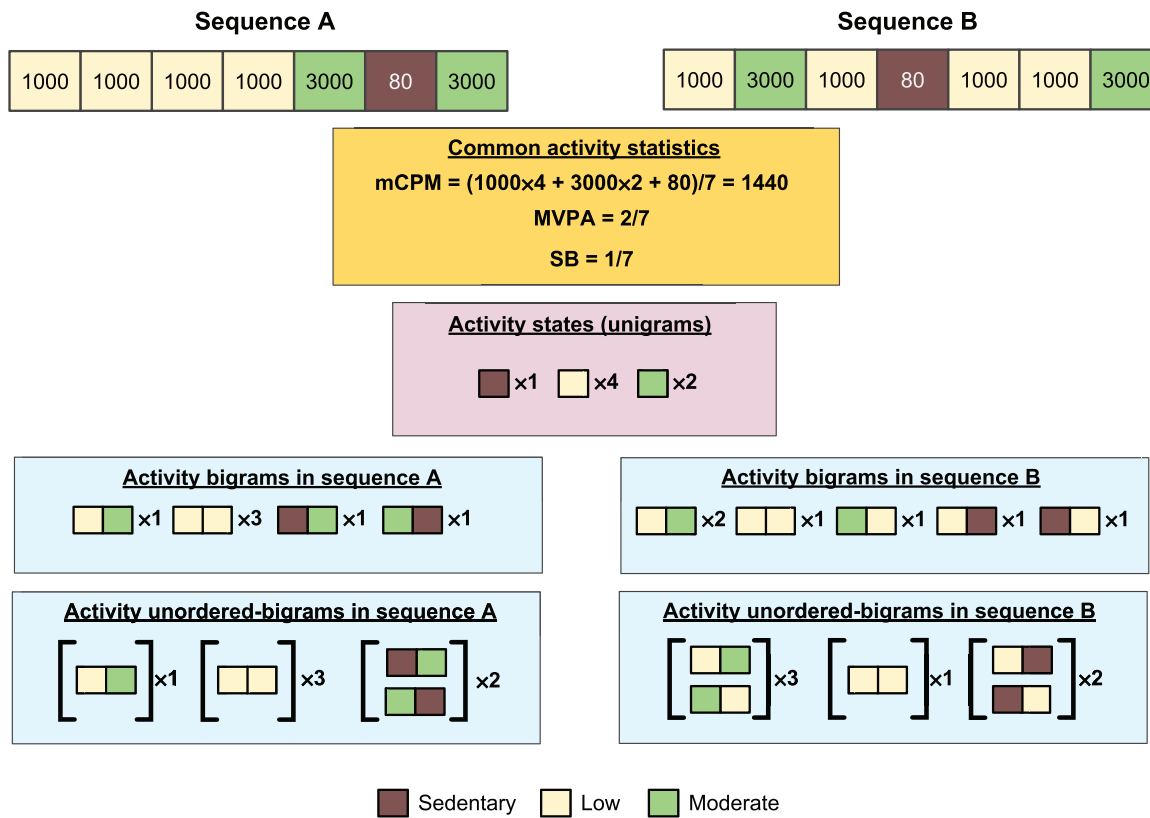 Sequence A
Sequence B
1000 1000 1000 1000 3000 80 3000
1000 3000 1000 80 1000 1000 3000
Common activity statistics
mCPM = (1000×4 + 3000×2 + 80)/7 = 1440
MVPA = 2/7
SB = 1/7
Activity states (unigrams)
×1 ×4 ×2
Activity bigrams in sequence A
×1 ×3 ×1 ×1
Activity bigrams in sequence B
×2 ×1 ×1 ×1 ×1
Activity unordered-bigrams in sequence A
×1 ×3 ×2
Activity unordered-bigrams in sequence B
×3 ×1 ×2
Sedentary Low Moderate